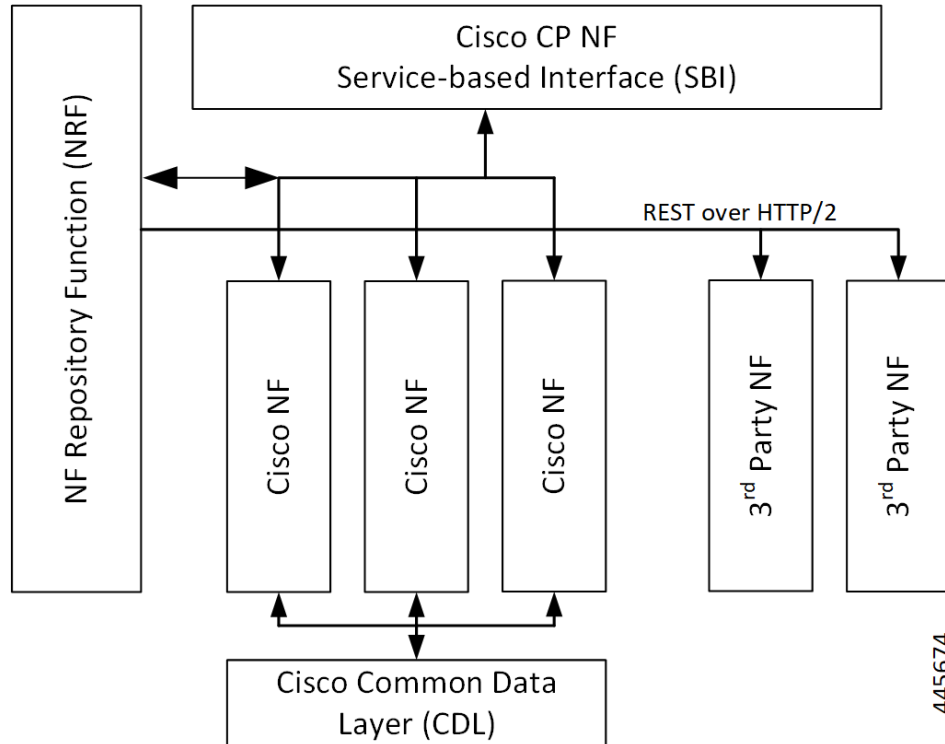 Cisco CP NF
Service-based Interface (SBI)
NF Repository Function (NRF)
REST over HTTP/2
Cisco NF
Cisco NF
Cisco NF
3rd Party NF
3rd Party NF
Cisco Common Data
Layer (CDL)
445674